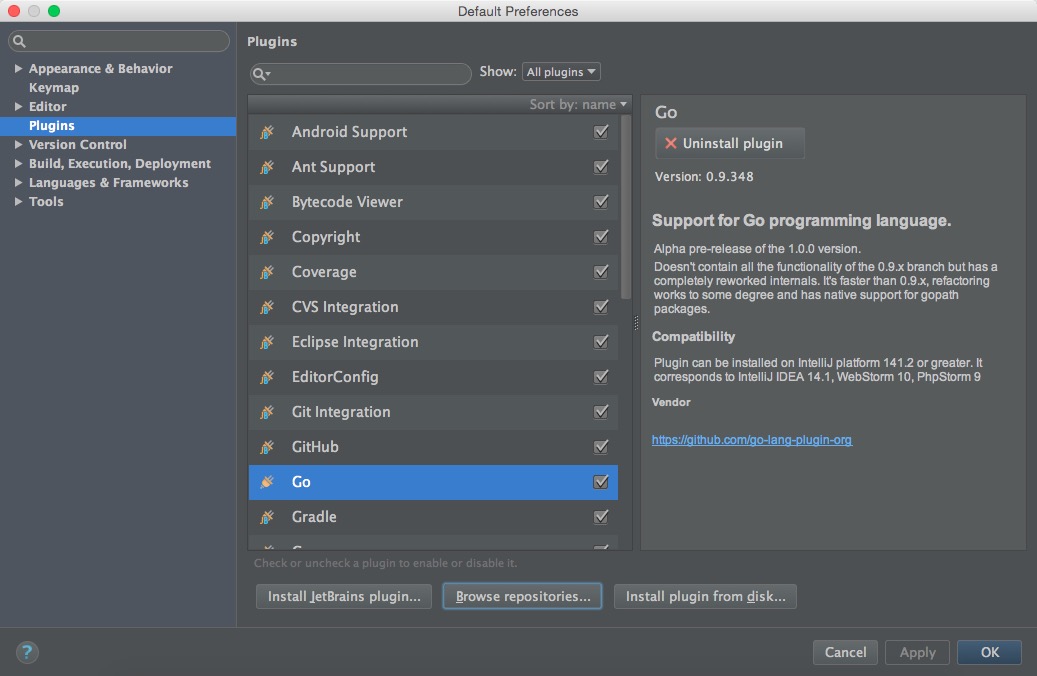 Default Preferences
Appearance & Behavior
Keymap
Editor
Plugins
Version Control
Build, Execution, Deployment
Languages & Frameworks
Tools
Plugins
Show: All plugins
Sort by: name
Android Support
Ant Support
Bytecode Viewer
Copyright
Coverage
CVS Integration
Eclipse Integration
EditorConfig
Git Integration
GitHub
Go
Gradle
Check or uncheck a plugin to enable or disable it.
Install JetBrains plugin...
Browse repositories...
Install plugin from disk...
Go
Uninstall plugin
Version: 0.9.348
Support for Go programming language.
Alpha pre-release of the 1.0.0 version.
Doesn't contain all the functionality of the 0.9.x branch but has a
completely reworked internals. It's faster than 0.9.x, refactoring
works to some degree and has native support for gopath
packages.
Compatibility
Plugin can be installed on IntelliJ platform 141.2 or greater. It
corresponds to IntelliJ IDEA 14.1, WebStorm 10, PhpStorm 9
Vendor
https://github.com/go-lang-plugin-org
?
Cancel
Apply
OK